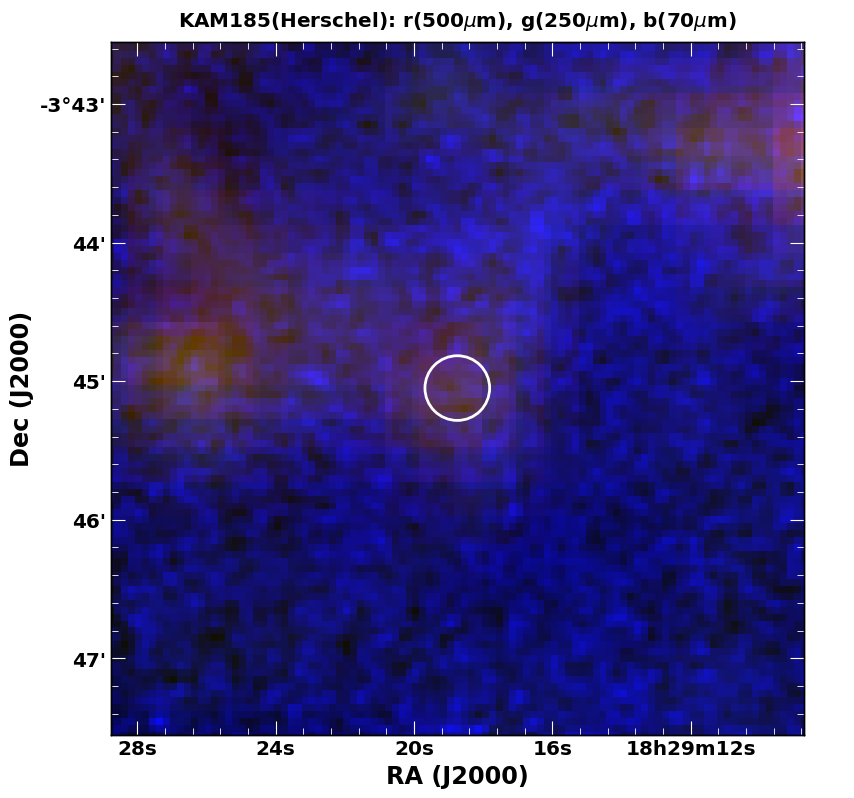 KAM185(Herschel): r(500μm), g(250μm), b(70μm)
-3°43'
44'
45'
46'
47'
Dec (J2000)
28s 24s 20s 16s 18h29m12s
RA (J2000)